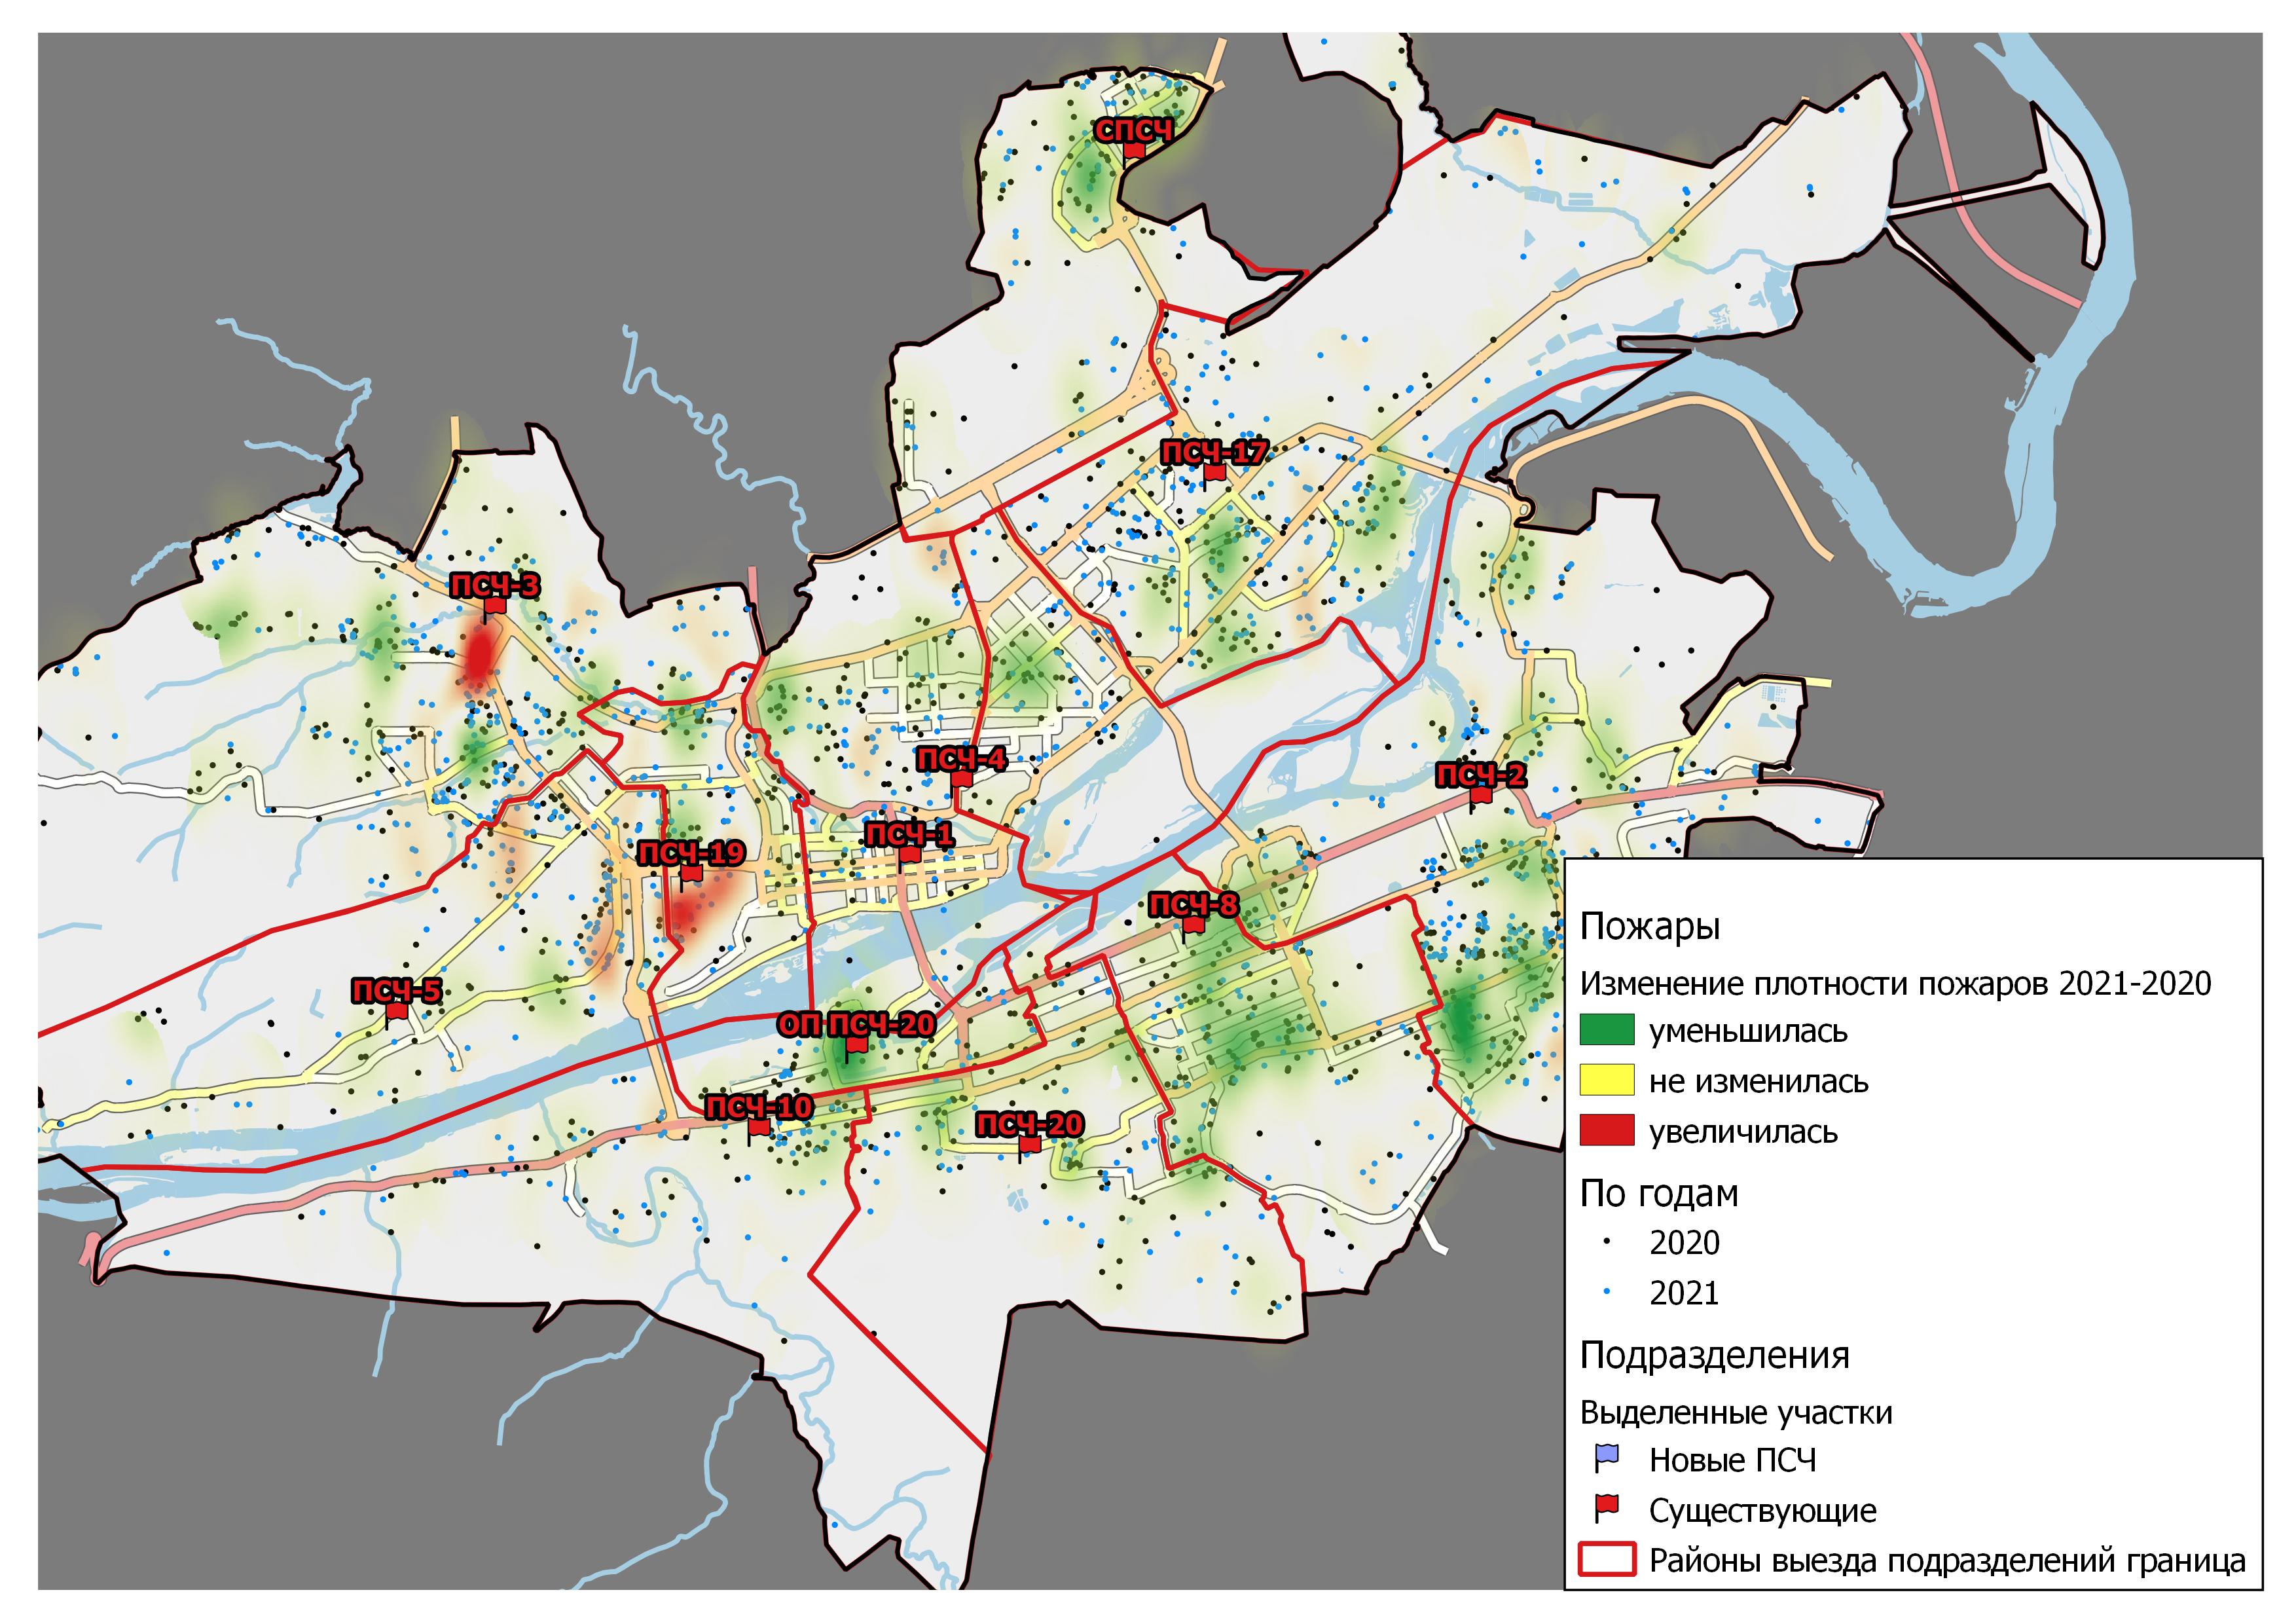 СПСЧ
ПСЧ-17
ПСЧ-3
ПСЧ-4
ПСЧ-2
ПСЧ-1
ПСЧ-19
ПСЧ-8
ПСЧ-5
ОП ПСЧ-20
ПСЧ-10
ПСЧ-20
Пожары
Изменение плотности пожаров 2021-2020
уменьшилась
не изменилась
увеличилась
По годам
2020
2021
Подразделения
Выделенные участки
Новые ПСЧ
Существующие
Районы выезда подразделений граница